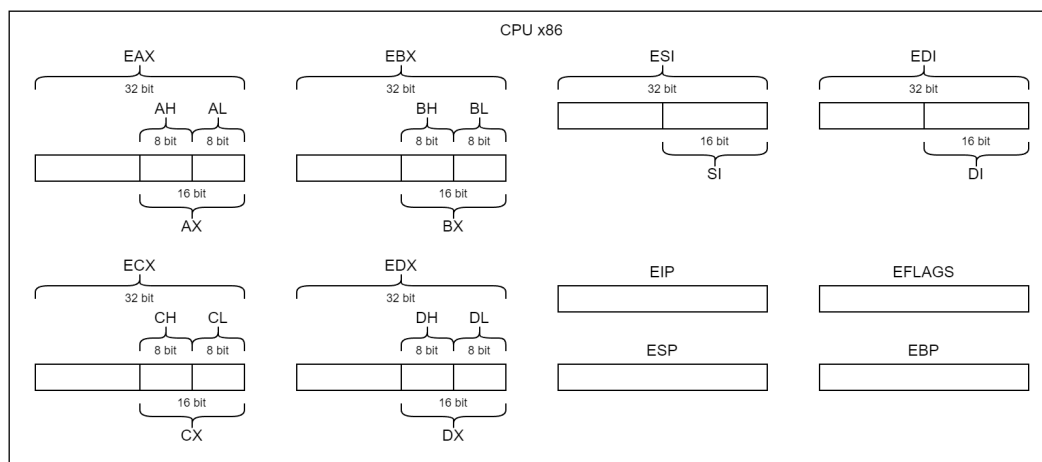 CPU x86
EAX EBX ESI EDI
32 bit 32 bit 32 bit 32 bit
AH AL BH BL
8 bit 8 bit 8 bit 8 bit 16 bit 16 bit
SI DI
16 bit 16 bit
AX BX
ECX EDX EIP EFLAGS
32 bit 32 bit
CH CL DH DL
8 bit 8 bit 8 bit 8 bit ESP EBP
16 bit 16 bit
CX DX